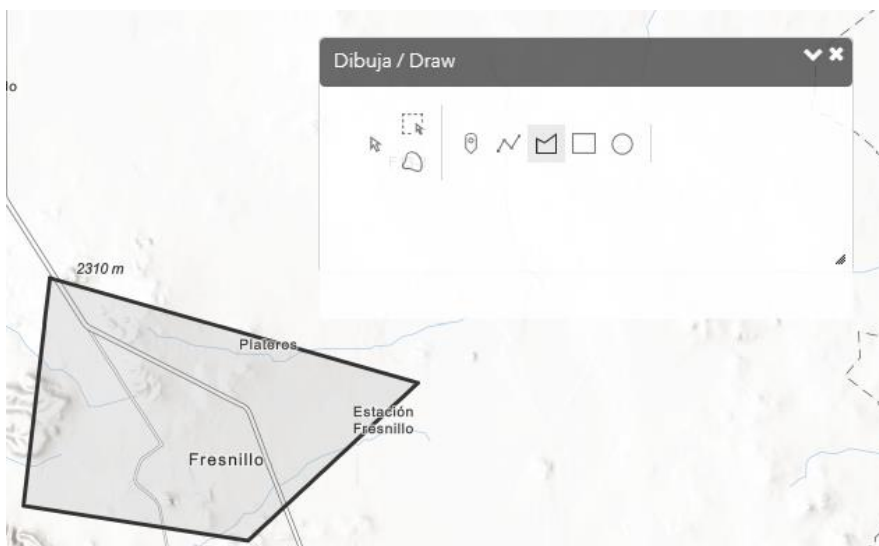 Dibuja / Draw
lo
2310 m
Plateros
Estación
Fresnillo
Fresnillo